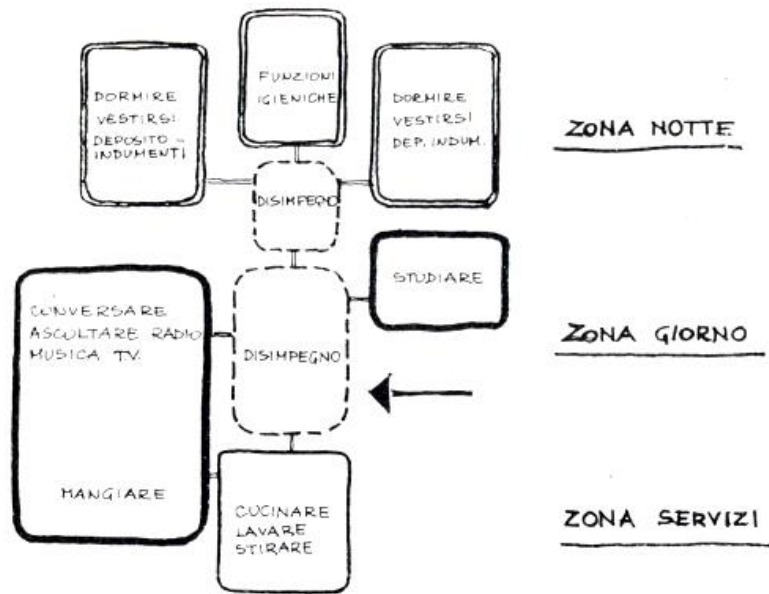 DORMIRE
VESTIRSI
DEPOSITO -
INDUMENTI
FUNZIONI
IGIENICHE
DORMIRE
VESTIRSI
DEP. INDUM.
ZONA NOTTE
DISIMPEGNO
STUDIARE
CONVERSARE
ASCOLTARE RADIO
MUSICA TV.
DISIMPEGNO
ZONA GIORNO
MANGIARE
CUCINARE
LAVARE
STIRARE
ZONA SERVIZI